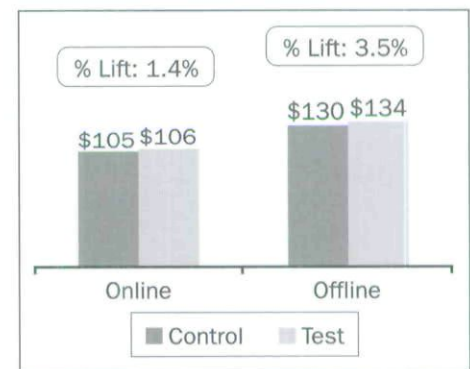 % Lift: 1.4%
% Lift: 3.5%
$105 $106
$130 $134
Online
Offline
Control
Test